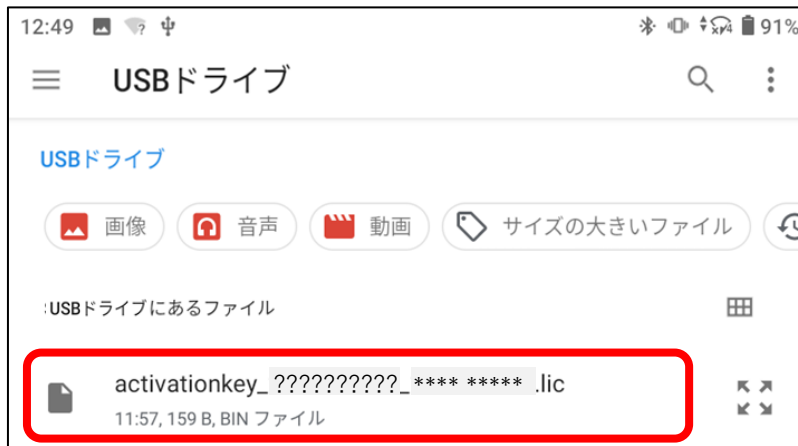 12:49 91%
USBドライブ
USBドライブ
画像 音声 動画 サイズの大きいファイル
USBドライブにあるファイル
activationkey_??????????_**** *****.lic
11:57, 159 B, BIN ファイル